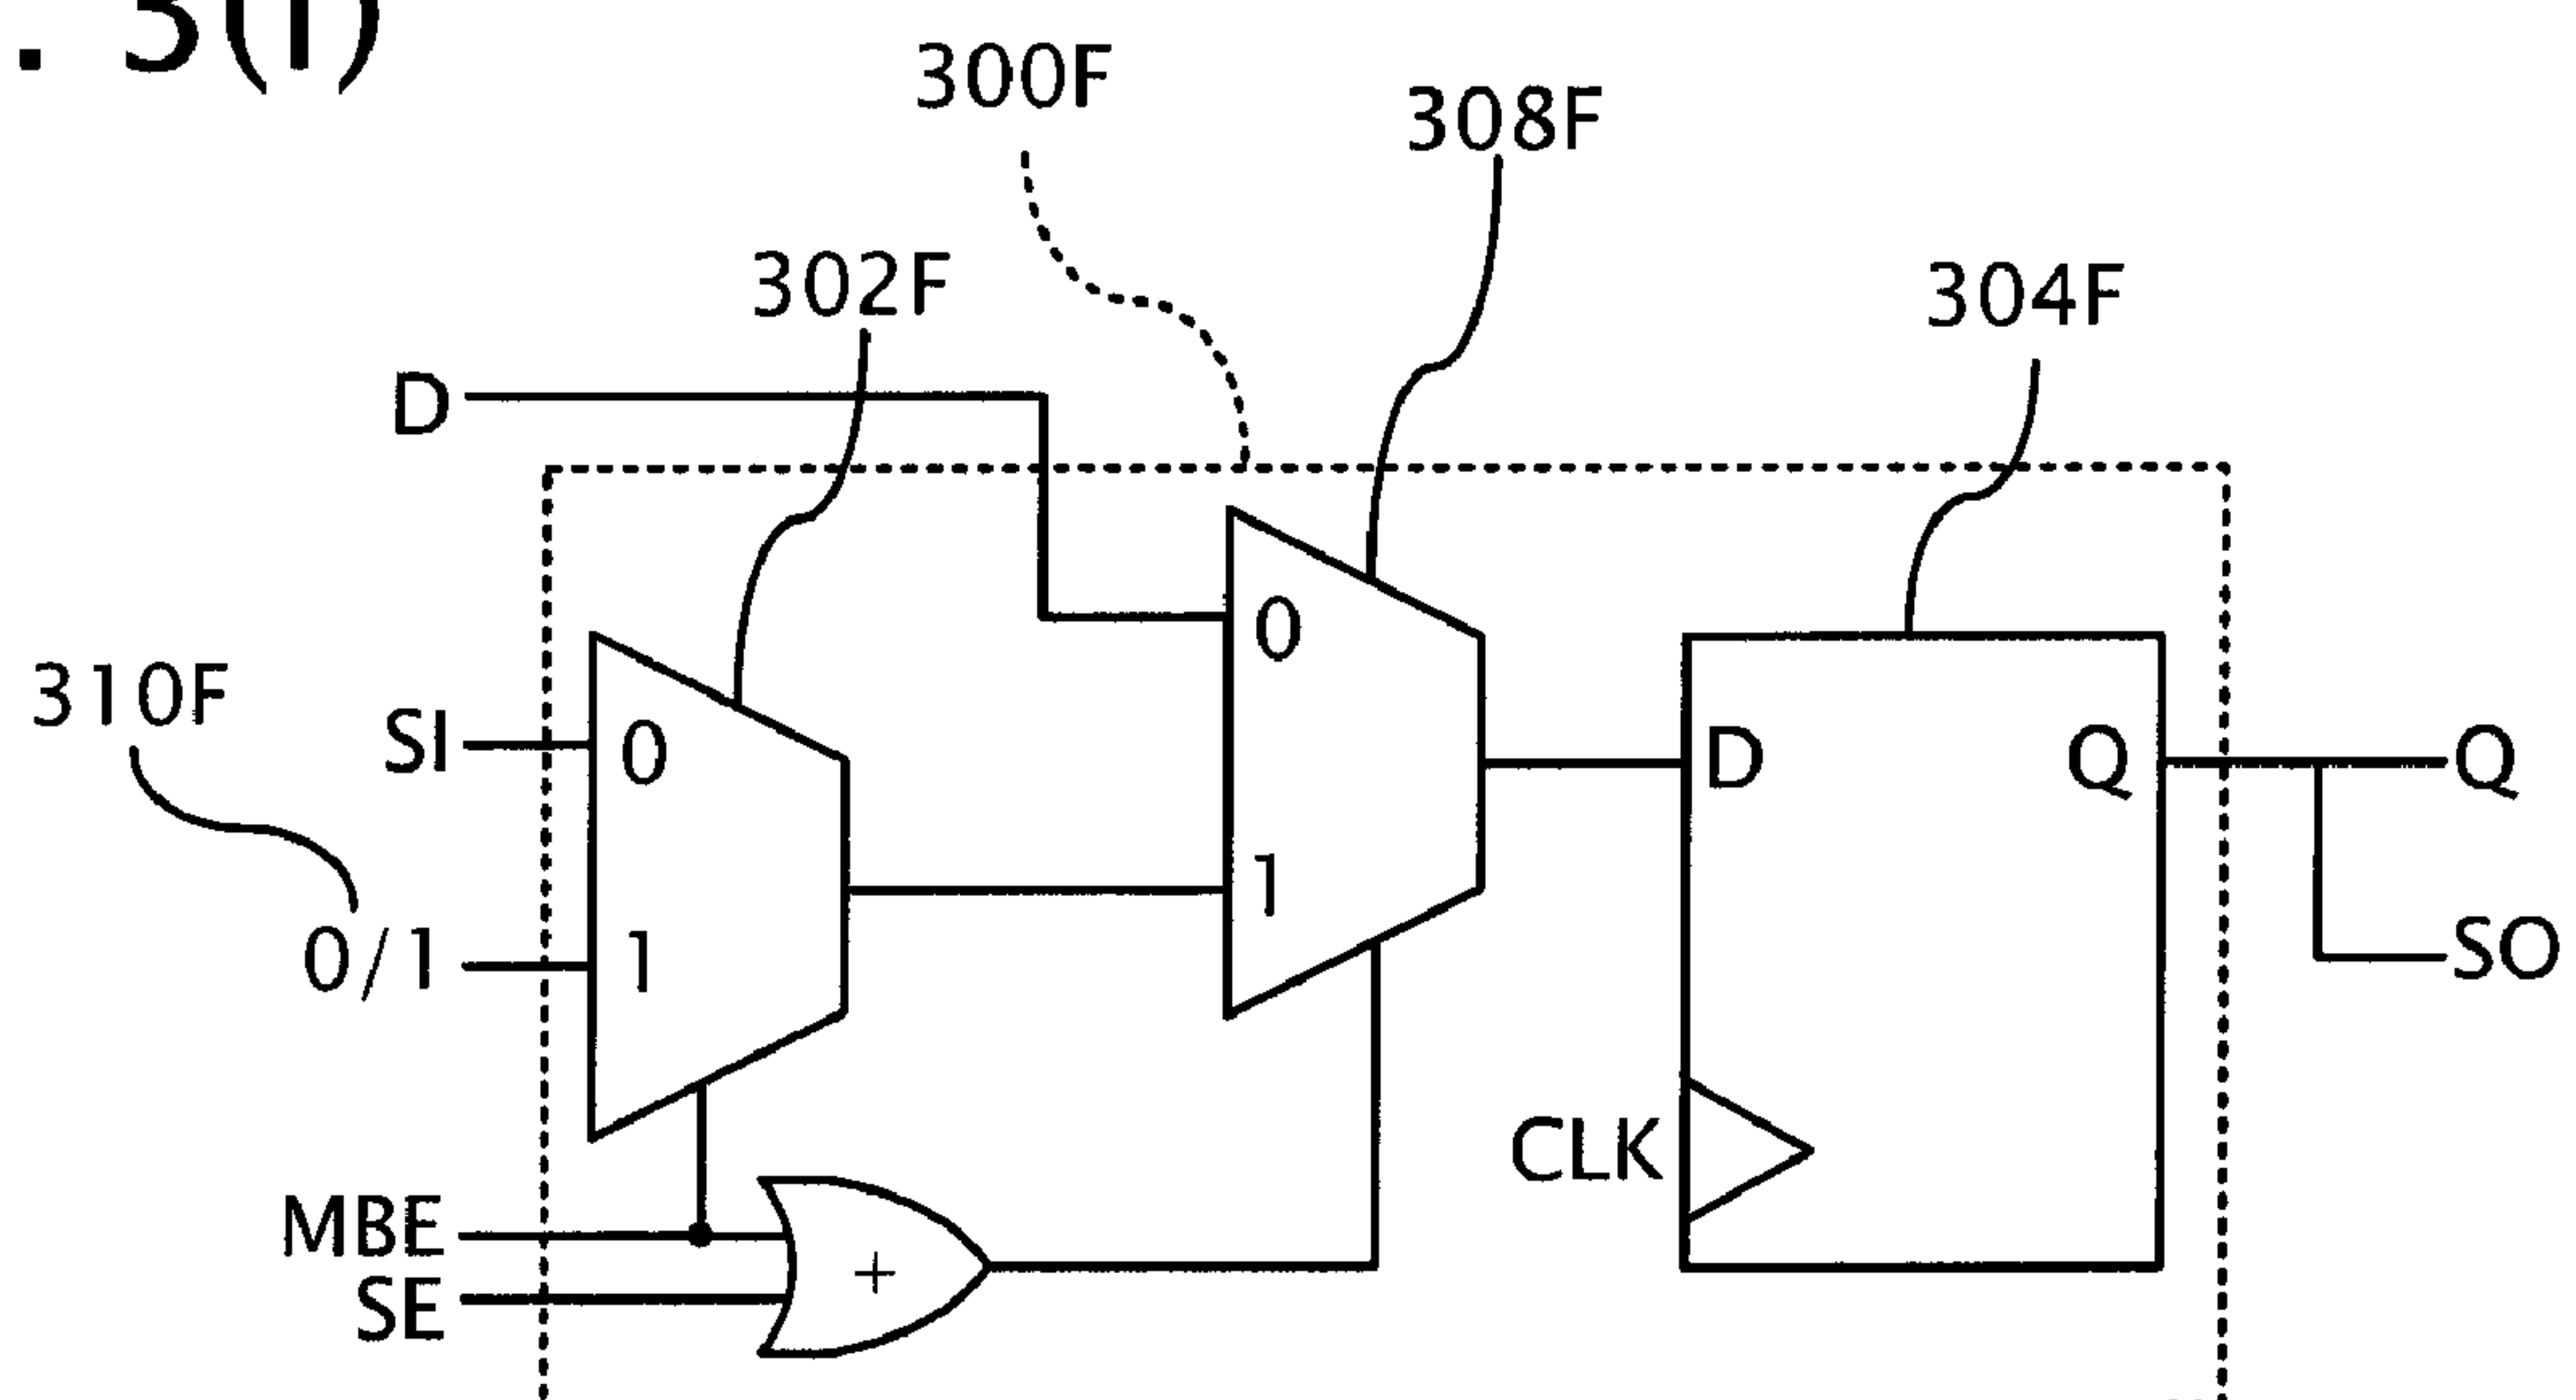 . 3(f)
300F
308F
302F
304F
D
0
310F
SI
0
D
Q
Q
1
0/1
1
SO
CLK
MBE
+
SE